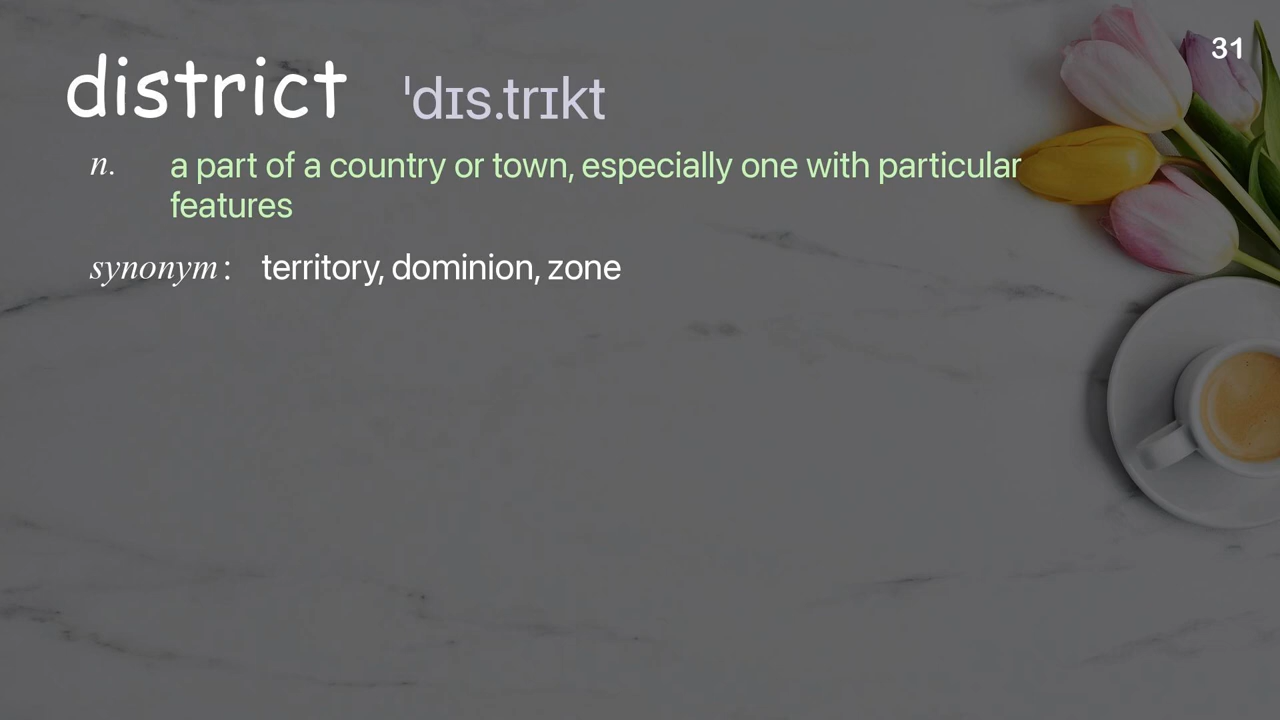 31
district ˈdɪs.trɪkt
n. a part of a country or town, especially one with particular
features
synonym: territory, dominion, zone